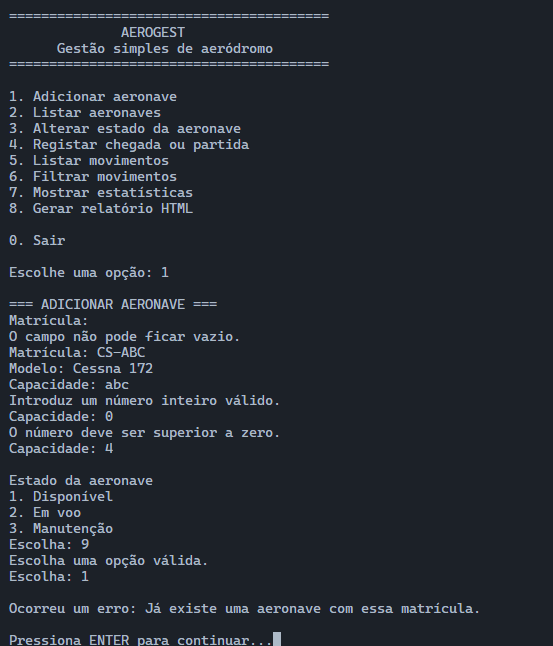 ========================================
AEROGEST
Gestão simples de aeródromo
========================================
1. Adicionar aeronave
2. Listar aeronaves
3. Alterar estado da aeronave
4. Registar chegada ou partida
5. Listar movimentos
6. Filtrar movimentos
7. Mostrar estatísticas
8. Gerar relatório HTML
0. Sair
Escolhe uma opção: 1
=== ADICIONAR AERONAVE ===
Matrícula:
O campo não pode ficar vazio.
Matrícula: CS-ABC
Modelo: Cessna 172
Capacidade: abc
Introduz um número inteiro válido.
Capacidade: 0
O número deve ser superior a zero.
Capacidade: 4
Estado da aeronave
1. Disponível
2. Em voo
3. Manutenção
Escolha: 9
Escolha uma opção válida.
Escolha: 1
Ocorreu um erro: Já existe uma aeronave com essa matrícula.
Pressiona ENTER para continuar...